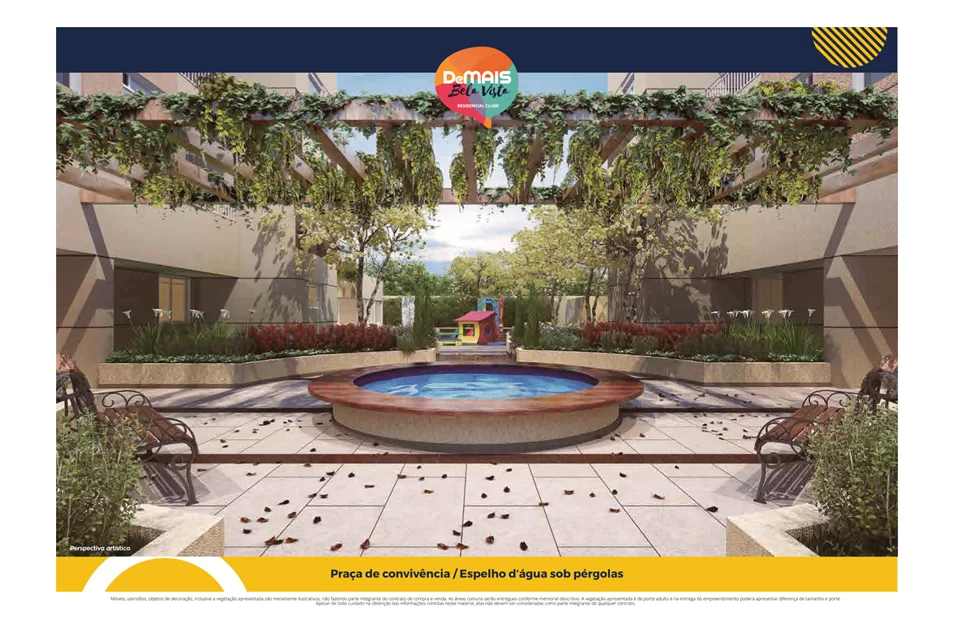 DeMAIS
Bela Vista
RESIDENCIAL CLUBE
Perspectiva artística
Praça de convivência / Espelho d'água sob pérgolas
Móveis, utensílios, objetos de decoração, inclusive a vegetação apresentada são meramente ilustrativos, não fazendo parte integrante do contrato de compra e venda. As áreas comuns serão entregues conforme memorial descritivo. A vegetação apresentada é de porte adulto e na entrega do empreendimento poderá apresentar diferença de tamanho e porte.
Apesar de todo cuidado na obtenção das informações contidas neste material, elas não devem ser consideradas como parte integrante de qualquer contrato.